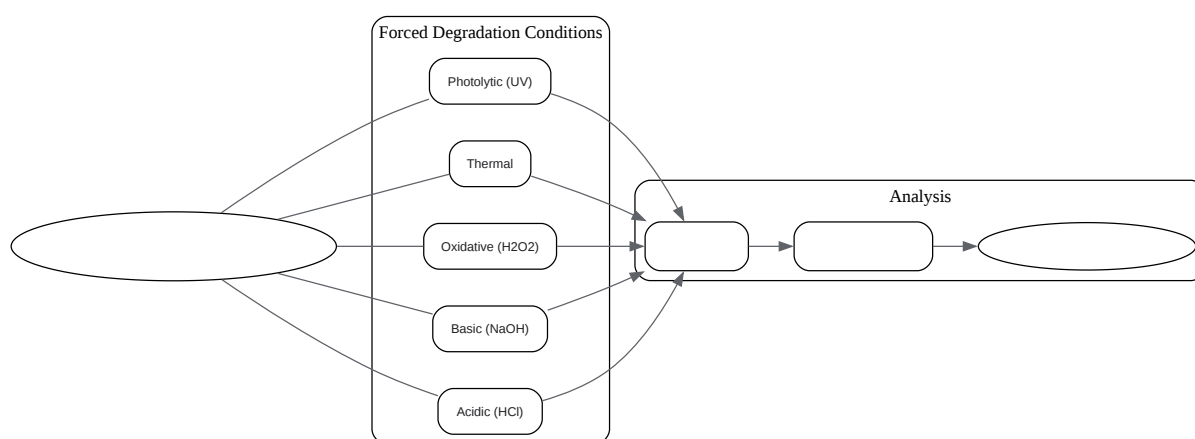 Forced Degradation Conditions
Photolytic (UV)
Thermal
Oxidative (H2O2)
Basic (NaOH)
Acidic (HCl)
Analysis